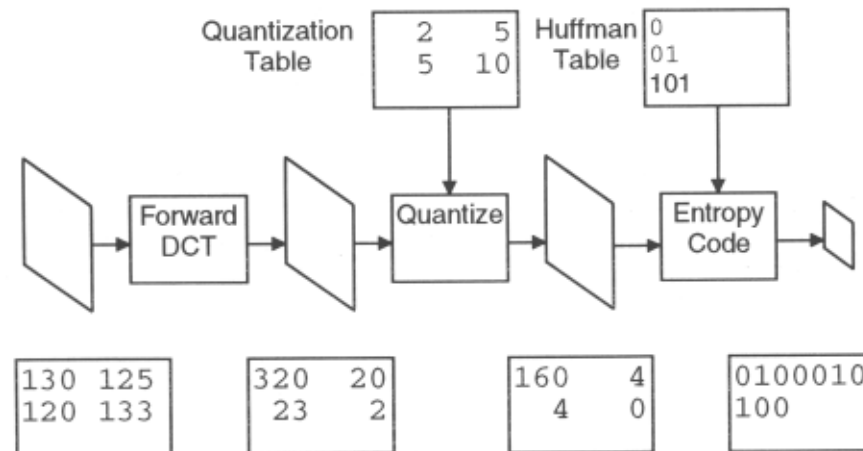 Quantization
Table
2 5
5 10
Huffman
Table
0
01
101
Forward
DCT
Quantize
Entropy
Code
130 125
120 133
320 20
23 2
160 4
4 0
0100010
100